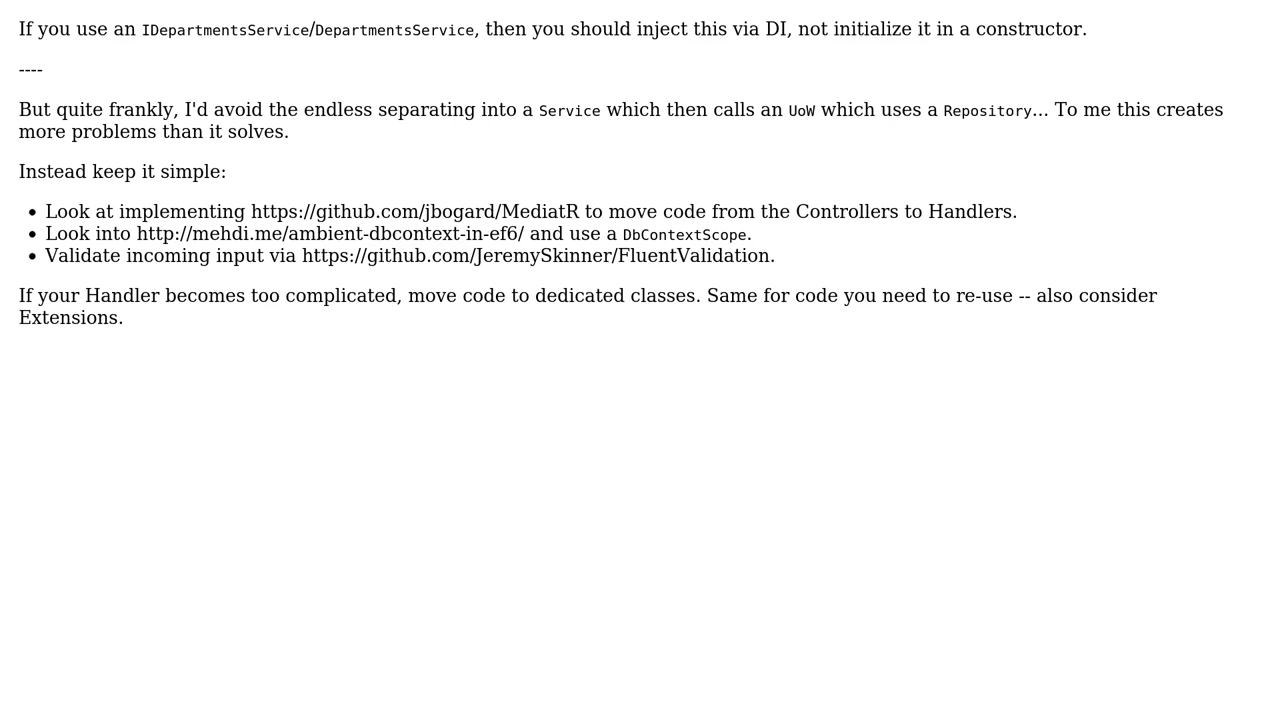 If you use an IDepartmentsService/DepartmentsService, then you should inject this via DI, not initialize it in a constructor.
----
But quite frankly, I'd avoid the endless separating into a Service which then calls an UoW which uses a Repository... To me this creates
more problems than it solves.
Instead keep it simple:
• Look at implementing https://github.com/jbogard/MediatR to move code from the Controllers to Handlers.
• Look into http://mehdi.me/ambient-dbcontext-in-ef6/ and use a DbContextScope.
• Validate incoming input via https://github.com/JeremySkinner/FluentValidation.
If your Handler becomes too complicated, move code to dedicated classes. Same for code you need to re-use -- also consider
Extensions.